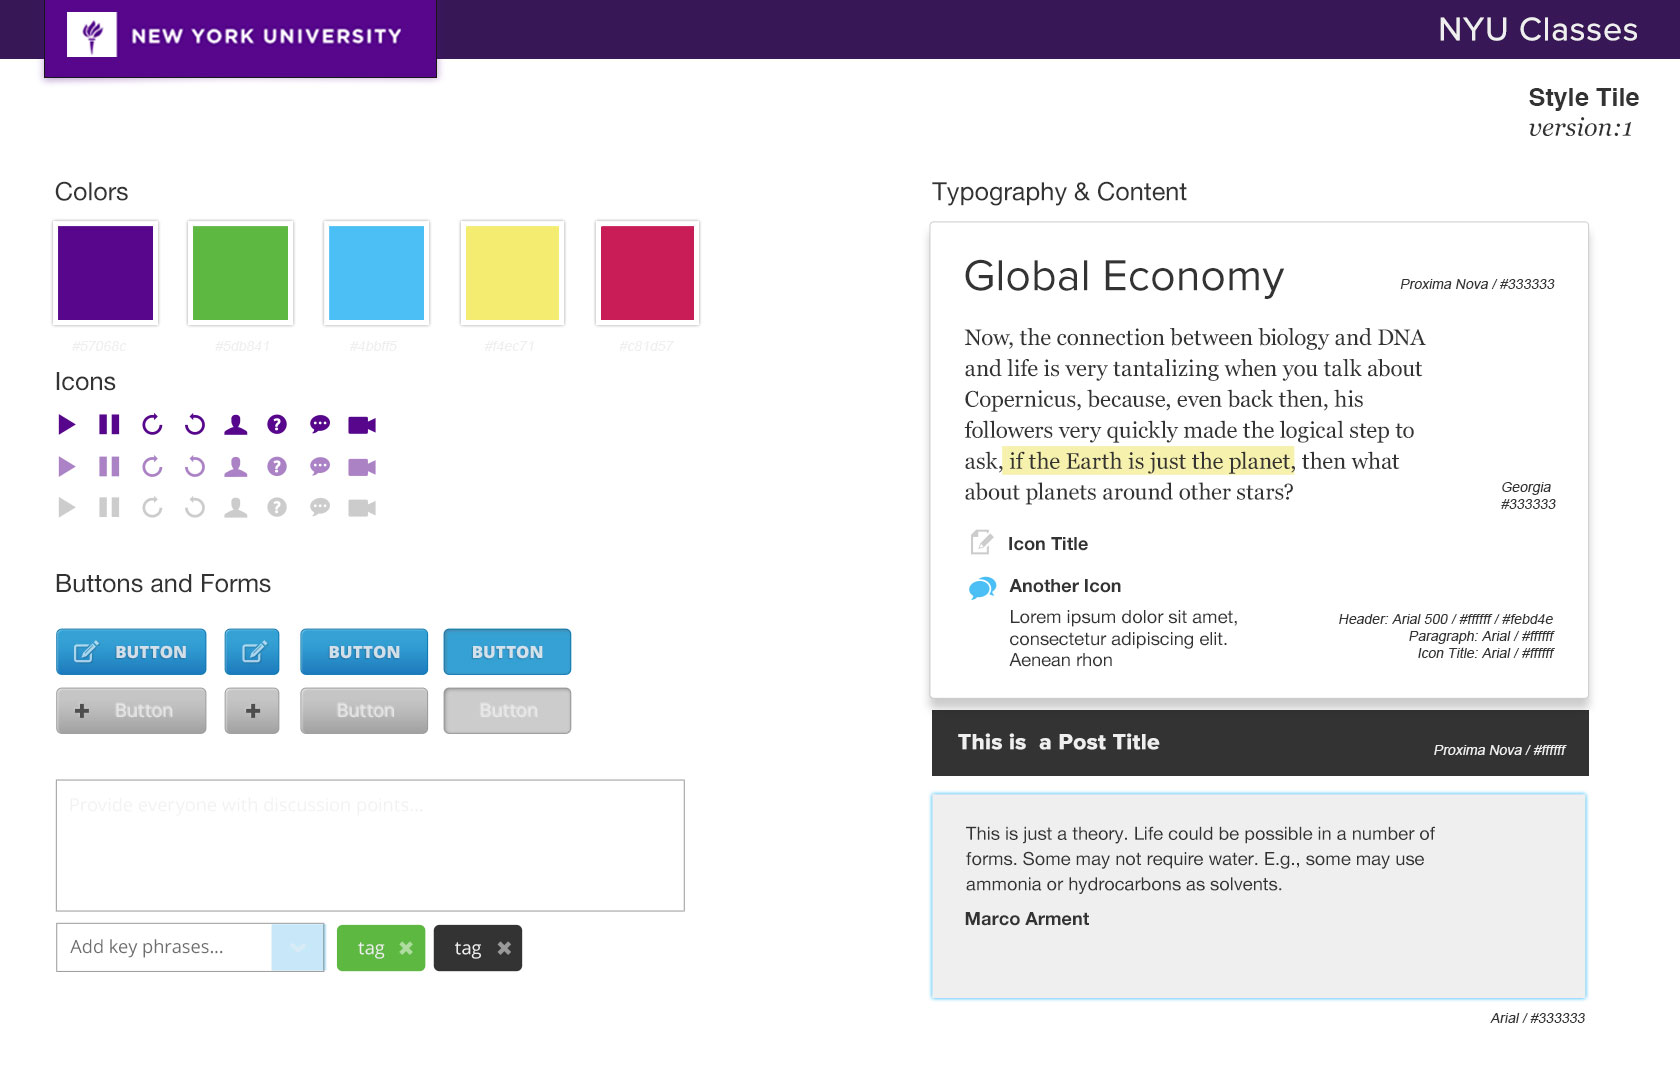 NEW YORK UNIVERSITY
NYU Classes
Style Tile
version:1
Colors
#57068c
#5db841
#4bbff5
#f4ec71
#c81d57
Icons
Buttons and Forms
BUTTON
BUTTON
BUTTON
Button
Button
Button
Provide everyone with discussion points...
Add key phrases...
tag
tag
Typography & Content
Global Economy
Proxima Nova / #333333
Now, the connection between biology and DNA
and life is very tantalizing when you talk about
Copernicus, because, even back then, his
followers very quickly made the logical step to
ask, if the Earth is just the planet, then what
about planets around other stars?
Georgia
#333333
Icon Title
Another Icon
Lorem ipsum dolor sit amet,
consectetur adipiscing elit.
Aenean rhon
Header: Arial 500 / #ffffff / #febd4e
Paragraph: Arial / #ffffff
Icon Title: Arial / #ffffff
This is  a Post Title
Proxima Nova / #ffffff
This is just a theory. Life could be possible in a number of
forms. Some may not require water. E.g., some may use
ammonia or hydrocarbons as solvents.
Marco Arment
Arial / #333333